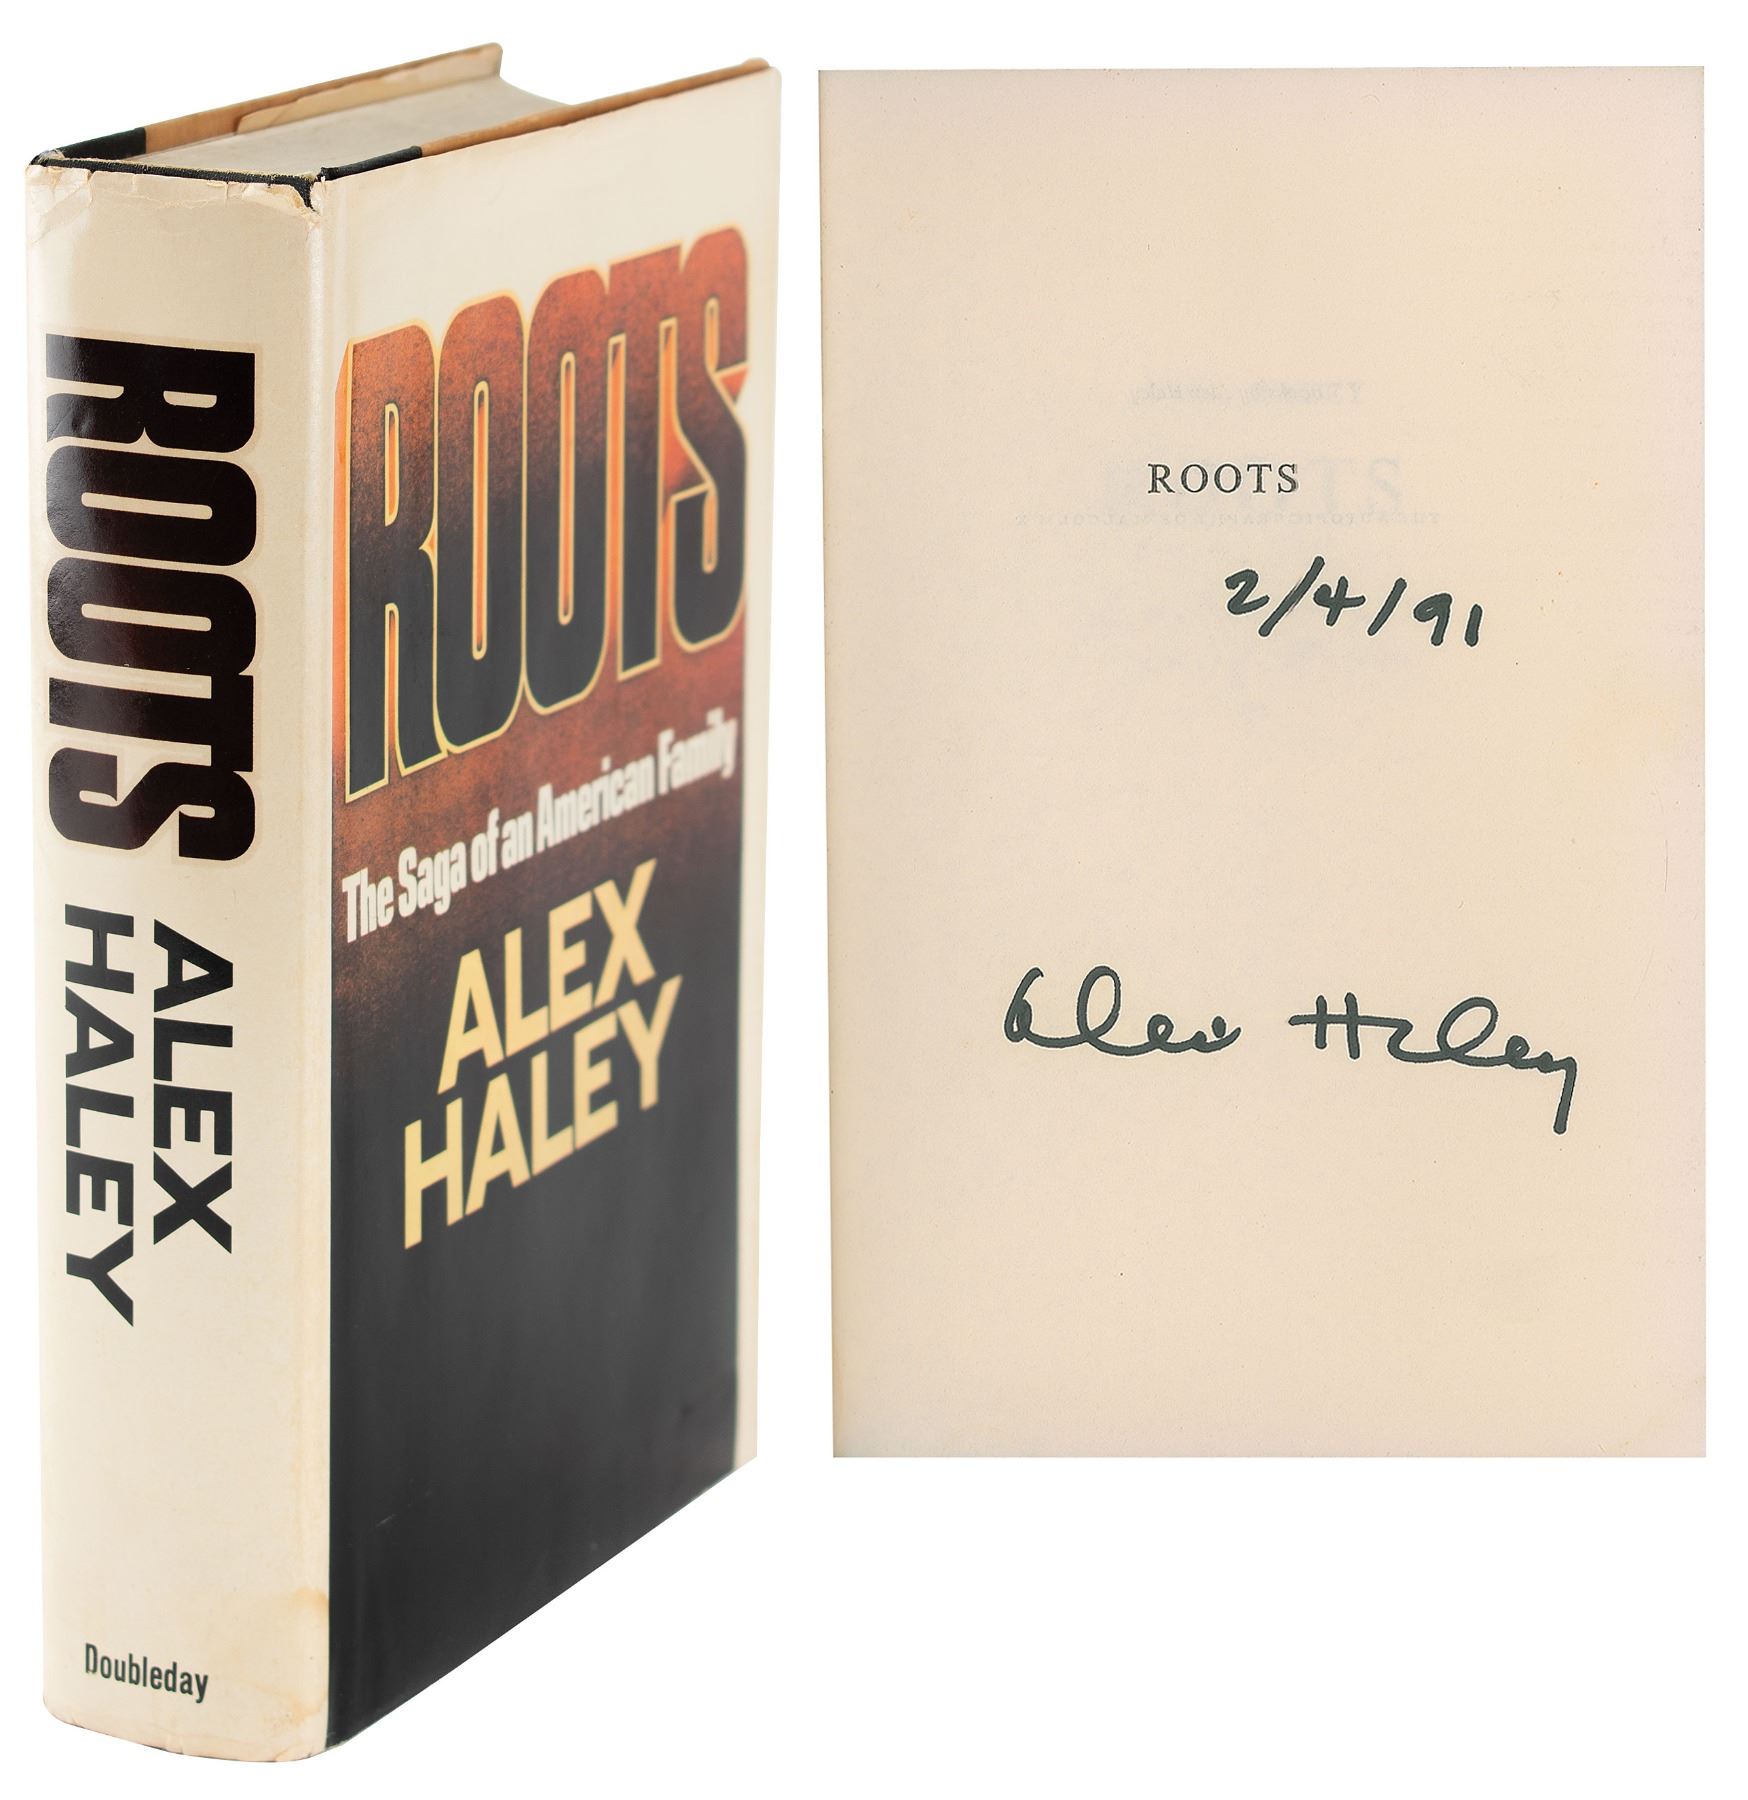 ROOTS
ALEX
HALEY
Doubleday
ROOTS
The Saga of an American Family
ALEX
HALEY
ROOTS
2/4/91
Alex Haley